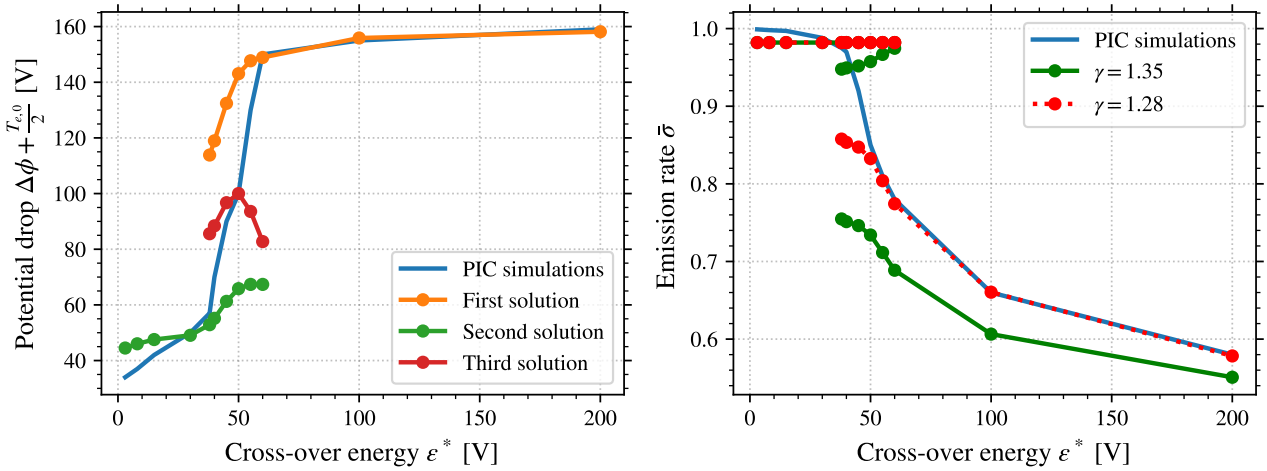 Potential drop Δϕ + T_{e,0}/2 [V]
160
140
120
100
80
60
40
0 50 100 150 200
Cross-over energy ε* [V]
PIC simulations
First solution
Second solution
Third solution
Emission rate σ̄
1.0
0.9
0.8
0.7
0.6
0 50 100 150 200
Cross-over energy ε* [V]
PIC simulations
γ = 1.35
γ = 1.28